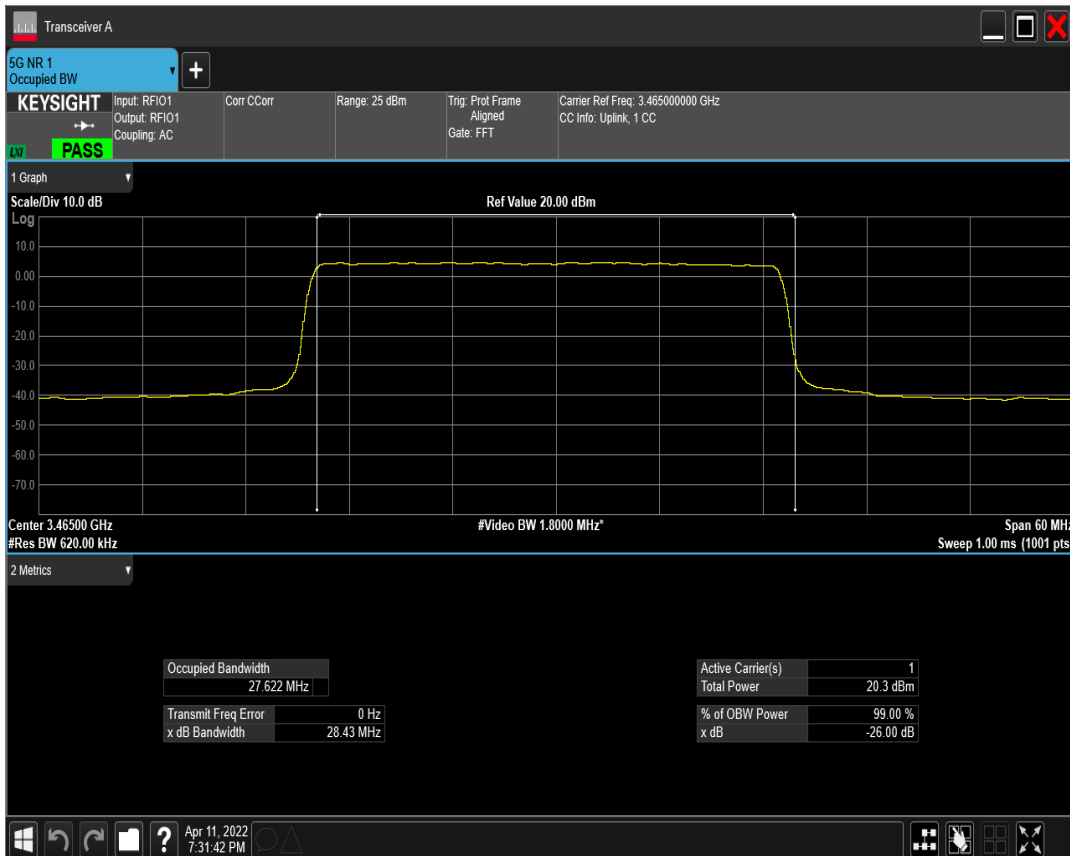 Transceiver A
5G NR 1
Occupied BW
+
KEYSIGHT
LXI
PASS
Input: RFIO1
Output: RFIO1
Coupling: AC
Corr CCorr
Range: 25 dBm
Trig: Prot Frame
Aligned
Gate: FFT
Carrier Ref Freq: 3.465000000 GHz
CC Info: Uplink, 1 CC
1 Graph
Scale/Div 10.0 dB
Ref Value 20.00 dBm
Log
10.0
0.00
-10.0
-20.0
-30.0
-40.0
-50.0
-60.0
-70.0
Center 3.46500 GHz
#Video BW 1.8000 MHz*
Span 60 MHz
#Res BW 620.00 kHz
Sweep 1.00 ms (1001 pts
2 Metrics
Occupied Bandwidth
27.622 MHz
Transmit Freq Error 0 Hz
x dB Bandwidth 28.43 MHz
Active Carrier(s) 1
Total Power 20.3 dBm
% of OBW Power 99.00 %
x dB -26.00 dB
?
Apr 11, 2022
7:31:42 PM